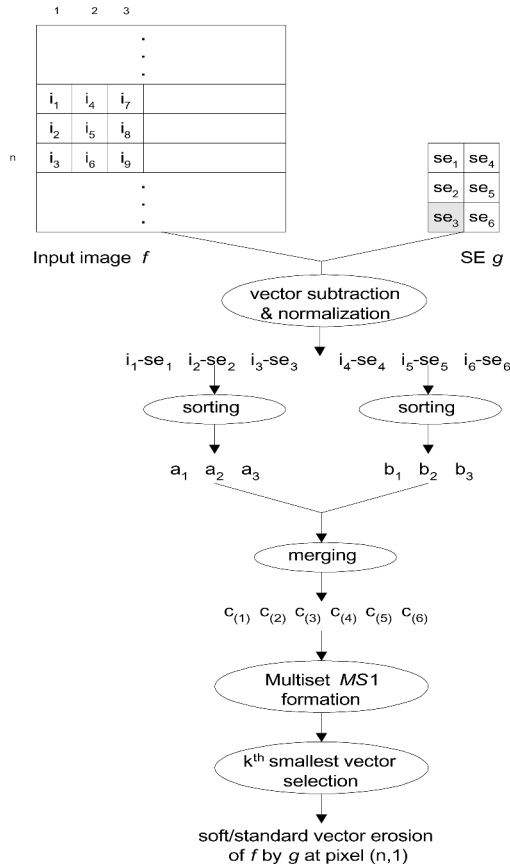 1 2 3
i1 i4 i7
i2 i5 i8
n i3 i6 i9
se1 se4
se2 se5
se3 se6
Input image f
SE g
vector subtraction
& normalization
i1-se1 i2-se2 i3-se3 i4-se4 i5-se5 i6-se6
sorting
sorting
a1 a2 a3
b1 b2 b3
merging
c(1) c(2) c(3) c(4) c(5) c(6)
Multiset MS1
formation
kth smallest vector
selection
soft/standard vector erosion
of f by g at pixel (n,1)